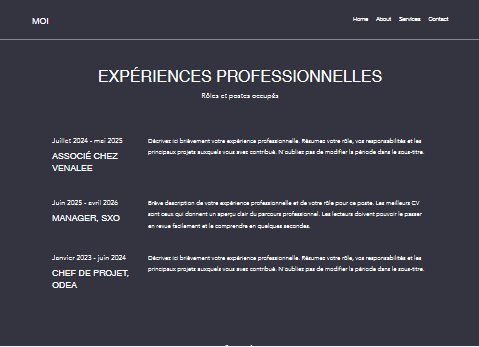 MOI
Home About Services Contact
EXPÉRIENCES PROFESSIONNELLES
Rôles et postes occupés
Juillet 2024 - mai 2025
ASSOCIÉ CHEZ
VENALEE
Décrivez ici brièvement votre expérience professionnelle. Résumez votre rôle, vos responsabilités et les
principaux projets auxquels vous avez contribué. N'oubliez pas de modifier la période dans le sous-titre.
Juin 2025 - avril 2026
MANAGER, SXO
Brève description de votre expérience professionnelle et de votre rôle pour ce poste. Les meilleurs CV
sont ceux qui donnent un aperçu clair du parcours professionnel. Les lecteurs doivent pouvoir le passer
en revue facilement et le comprendre en quelques secondes.
Janvier 2023 - juin 2024
CHEF DE PROJET,
ODEA
Décrivez ici brièvement votre expérience professionnelle. Résumez votre rôle, vos responsabilités et les
principaux projets auxquels vous avez contribué. N'oubliez pas de modifier la période dans le sous-titre.